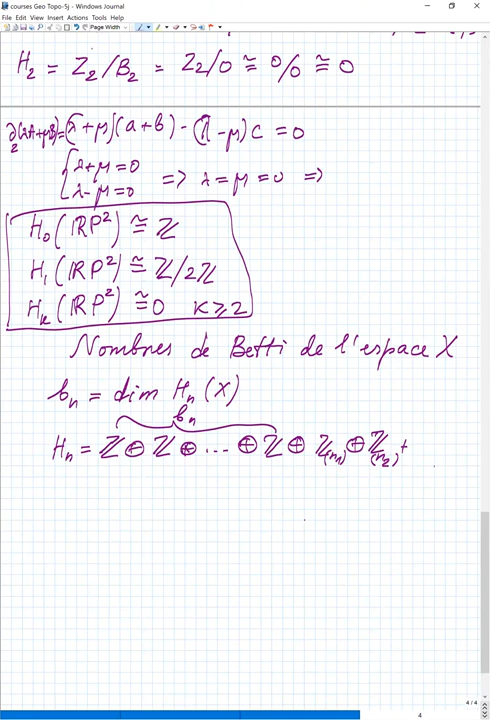 courses Geo Topo-5j - Windows Journal
File Edit View Insert Actions Tools Help
Page Width
H₂ = Z₂/B₂ = Z₂/0 ≅ 0/0 ≅ 0
∂₂(λA+μB)=(λ+μ)(a+b) - (λ-μ)c = 0
{λ+μ=0
{λ-μ=0 => λ=μ=0 =>
H₀(RP²) ≅ ℤ
H₁(RP²) ≅ ℤ/2ℤ
Hₖ(RP²) ≅ 0 K≥2
Nombres de Betti de l'espace X
bₙ = dim Hₙ(X)
bₙ
Hₙ = ℤ ⊕ ℤ ⊕ ... ⊕ ℤ ⊕ ℤ(n₁) ⊕ ℤ(n₂) +
4 / 4
4